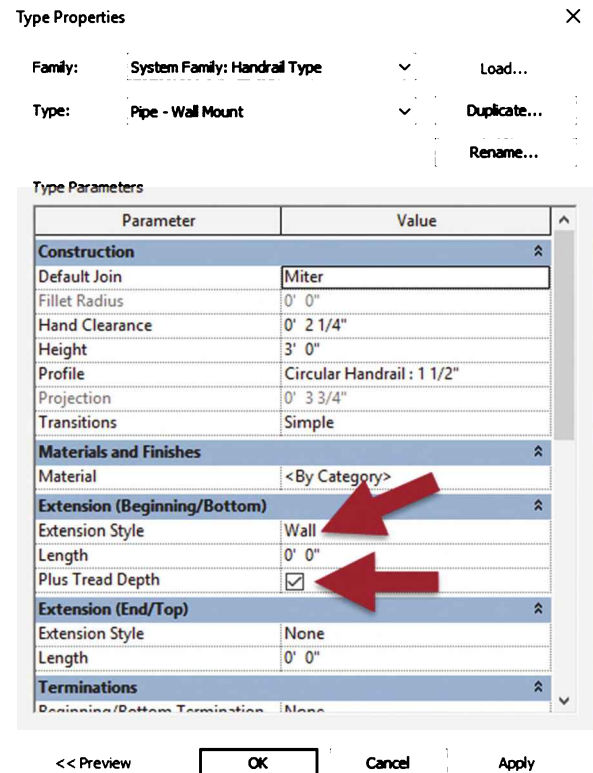 Type Properties
Family: System Family: Handrail Type Load...
Type: Pipe - Wall Mount Duplicate...
Rename...
Type Parameters
Parameter Value
Construction
Default Join Miter
Fillet Radius 0' 0"
Hand Clearance 0' 2 1/4"
Height 3' 0"
Profile Circular Handrail : 1 1/2"
Projection 0' 3 3/4"
Transitions Simple
Materials and Finishes
Material <By Category>
Extension (Beginning/Bottom)
Extension Style Wall
Length 0' 0"
Plus Tread Depth
Extension (End/Top)
Extension Style None
Length 0' 0"
Terminations
Beginning/Bottom Termination None
<< Preview OK Cancel Apply